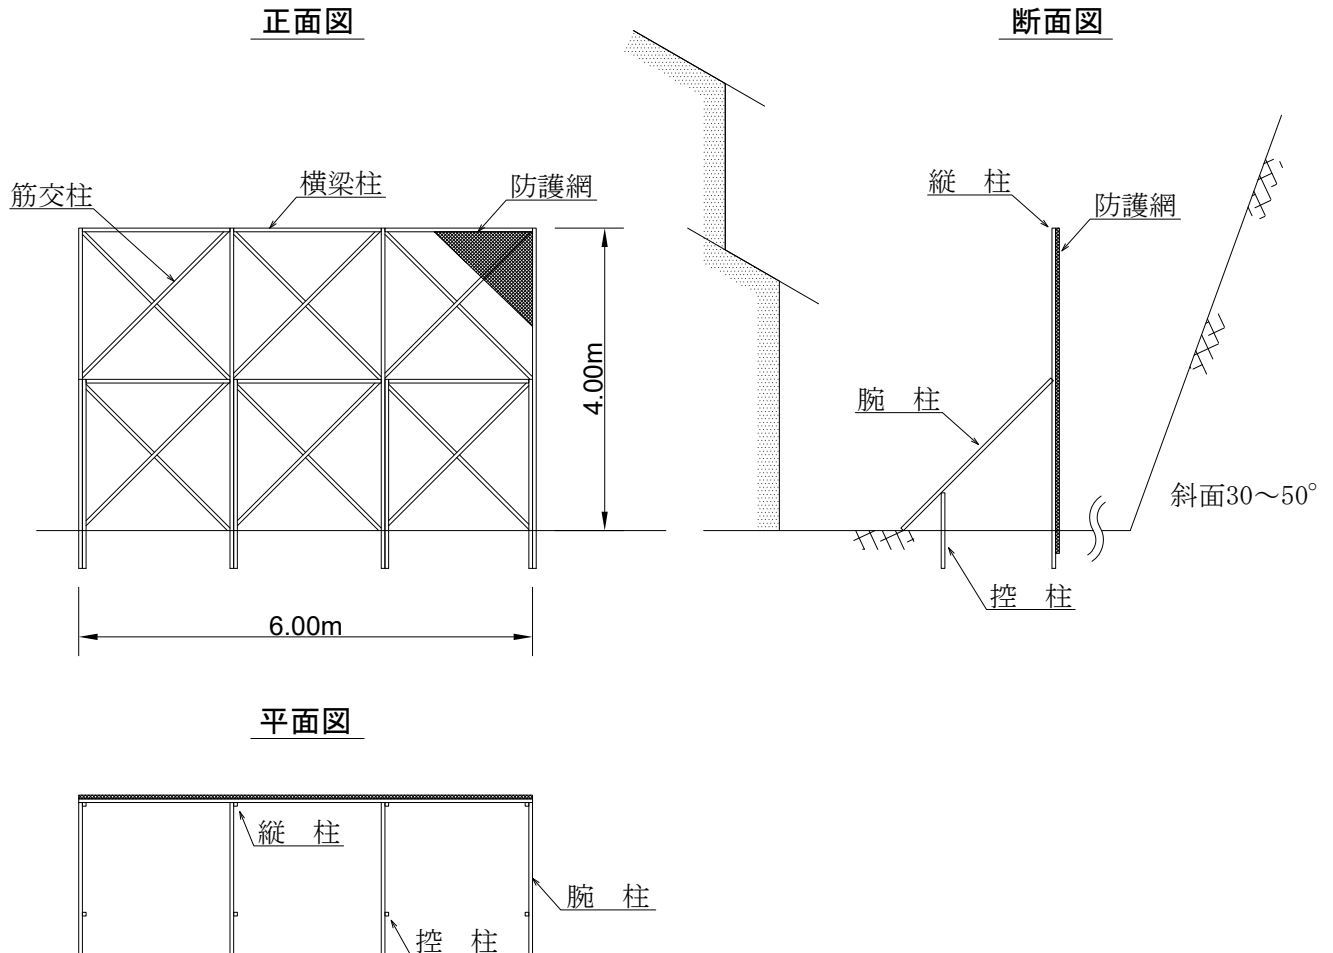 正面図
筋交柱
横梁柱
防護網
4.00m
6.00m
断面図
縦　柱
防護網
腕　柱
斜面30～50°
控　柱
平面図
縦　柱
腕　柱
控　柱